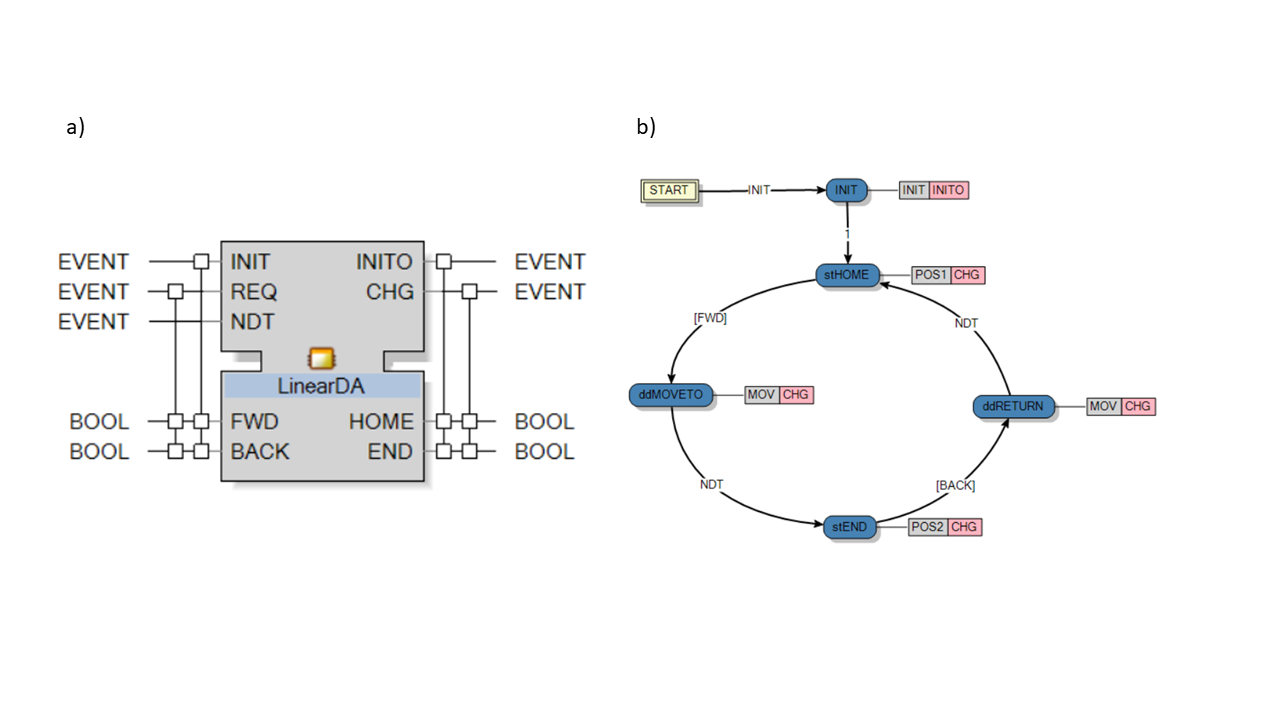 a)
EVENT INIT INITO EVENT
EVENT REQ CHG EVENT
EVENT NDT
LinearDA
BOOL FWD HOME BOOL
BOOL BACK END BOOL
b)
START INIT INIT INIT INITO
1
stHOME POS1 CHG
[FWD] NDT
ddMOVETO MOV CHG
ddRETURN MOV CHG
NDT [BACK]
stEND POS2 CHG